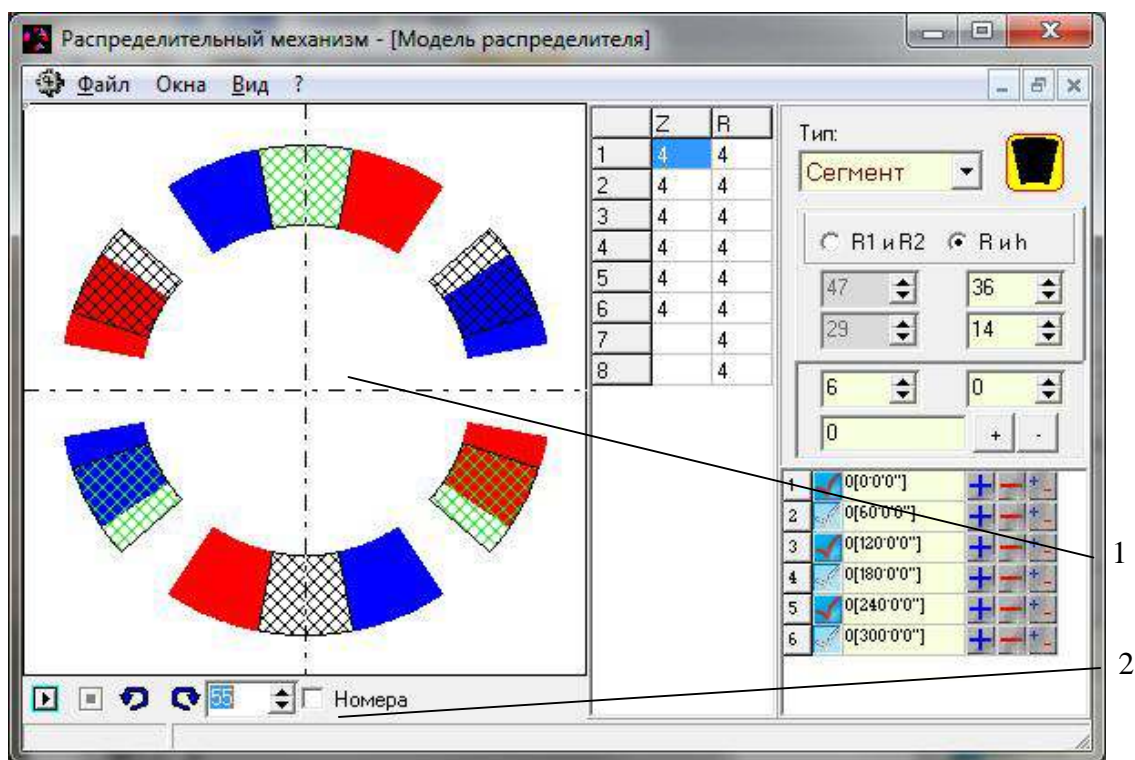 Распределительный механизм - [Модель распределителя]
Файл Окна Вид ?
Z R
1 4 4
2 4 4
3 4 4
4 4 4
5 4 4
6 4 4
7 4
8 4
Тип:
Сегмент
R1 и R2 R и h
47 36
29 14
6 0
0 + -
1 0[0°0'0"]
2 0[60°0'0"]
3 0[120°0'0"]
4 0[180°0'0"]
5 0[240°0'0"]
6 0[300°0'0"]
1
2
55 Номера